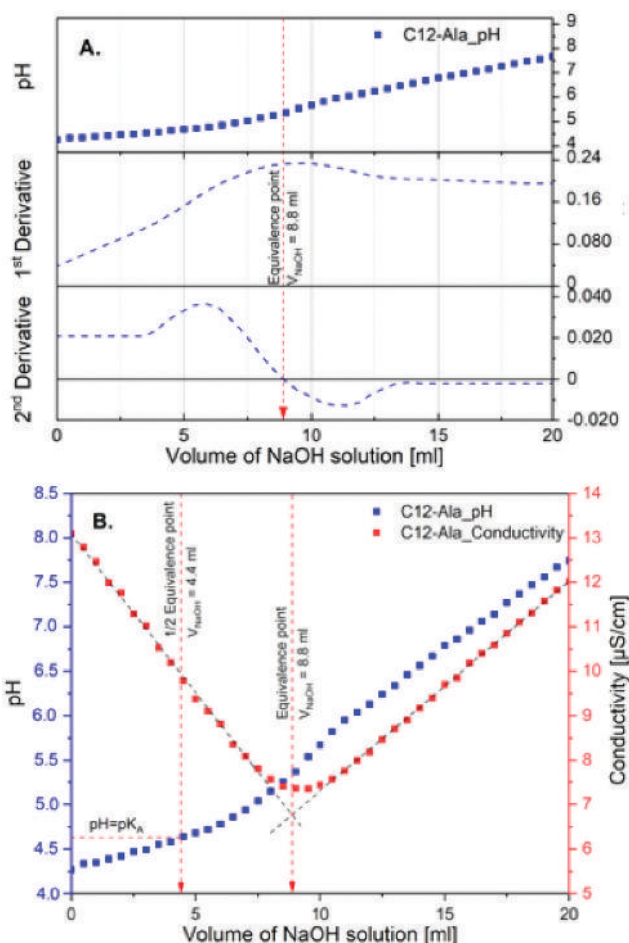 A.
C12-Ala_pH
pH
9
8
7
6
5
4
1st Derivative
0.24
0.16
0.080
0
Equivalence point
VNaOH = 8.8 ml
2nd Derivative
0.040
0.020
0
-0.020
0 5 10 15 20
Volume of NaOH solution [ml]
B.
C12-Ala_pH
C12-Ala_Conductivity
pH
8.5
8.0
7.5
7.0
6.5
6.0
5.5
5.0
4.5
4.0
1/2 Equivalence point
VNaOH = 4.4 ml
Equivalence point
VNaOH = 8.8 ml
pH=pKA
14
13
12
11
10
9
8
7
6
5
Conductivity [µS/cm]
0 5 10 15 20
Volume of NaOH solution [ml]